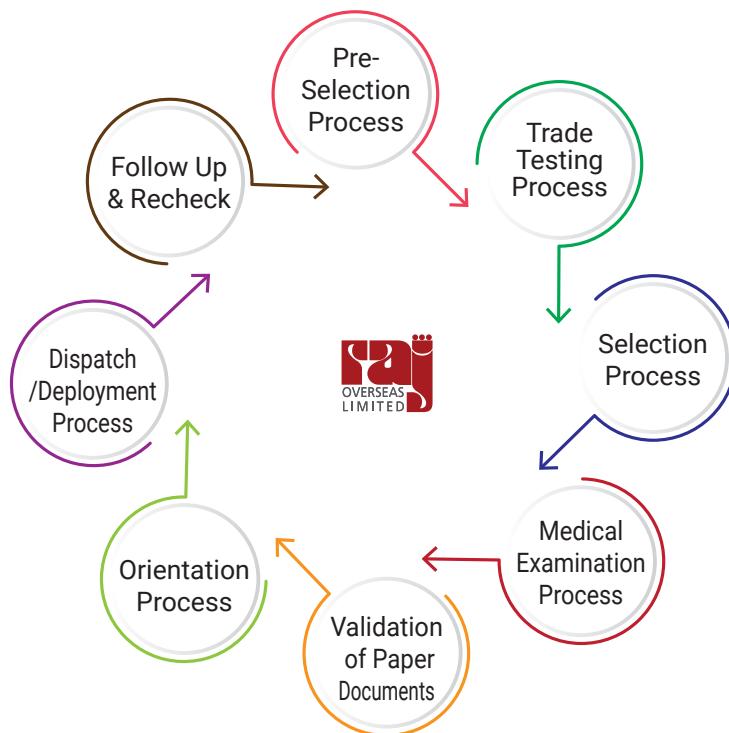 Pre-
Selection
Process
Trade
Testing
Process
Selection
Process
Medical
Examination
Process
Validation
of Paper
Documents
Orientation
Process
Dispatch
/Deployment
Process
Follow Up
& Recheck
raj
OVERSEAS
LIMITED